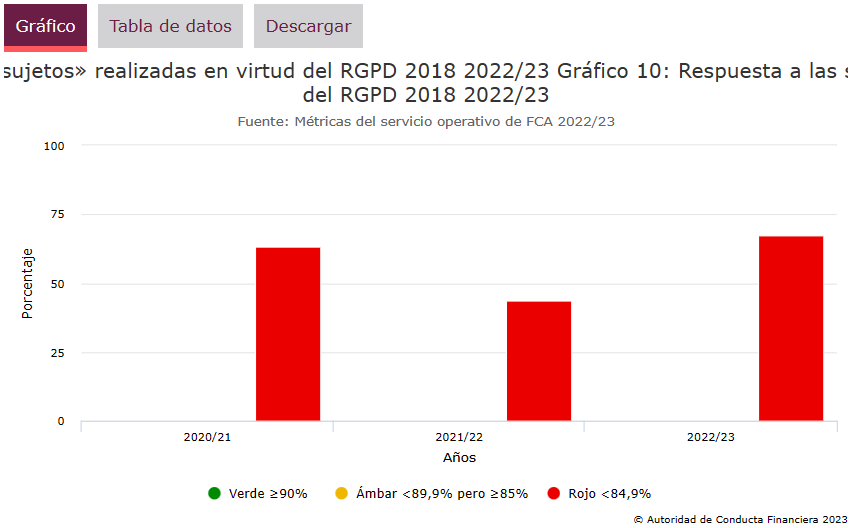 Gráfico
Tabla de datos
Descargar
sujetos» realizadas en virtud del RGPD 2018 2022/23 Gráfico 10: Respuesta a las s
del RGPD 2018 2022/23
Fuente: Métricas del servicio operativo de FCA 2022/23
100
75
50
25
0
Porcentaje
2020/21
2021/22
2022/23
Años
Verde ≥90%
Ámbar <89,9% pero ≥85%
Rojo <84,9%
© Autoridad de Conducta Financiera 2023